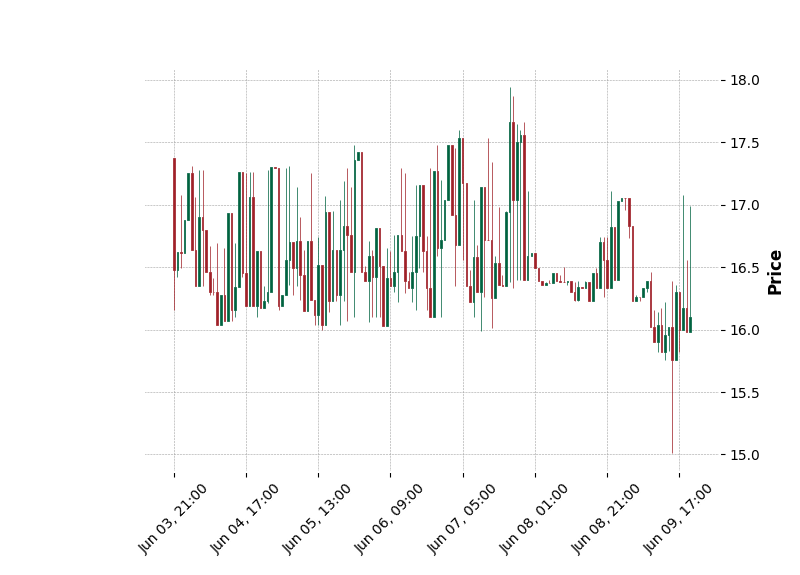 18.0
17.5
17.0
16.5
16.0
15.5
15.0
Price
Jun 03, 21:00
Jun 04, 17:00
Jun 05, 13:00
Jun 06, 09:00
Jun 07, 05:00
Jun 08, 01:00
Jun 08, 21:00
Jun 09, 17:00